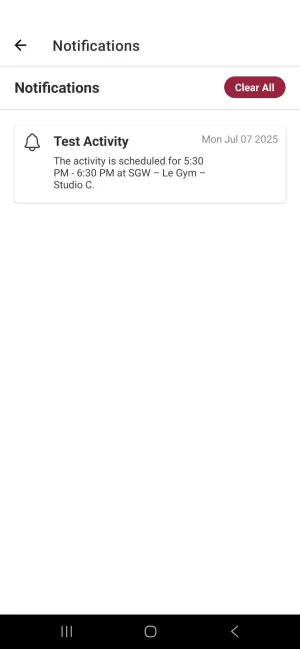 Notifications
Notifications
Clear All
Test Activity
Mon Jul 07 2025
The activity is scheduled for 5:30
PM - 6:30 PM at SGW – Le Gym –
Studio C.